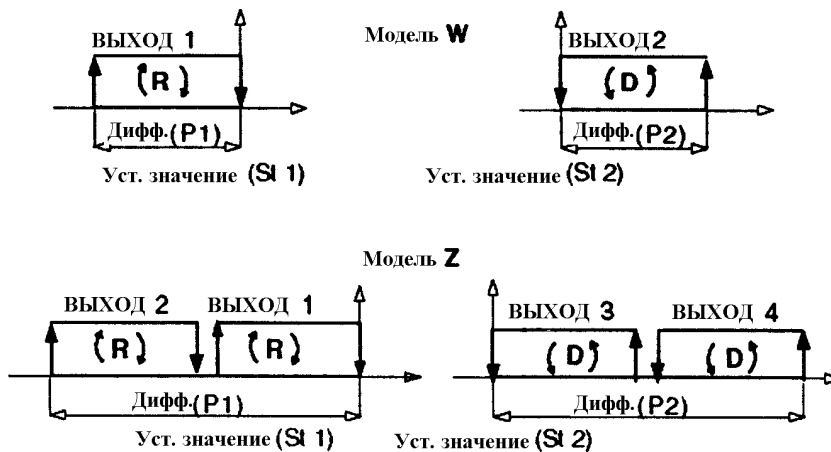 ВЫХОД 1
Модель W
ВЫХОД 2
(R)
(D)
Дифф.(P1)
Дифф.(P2)
Уст. значение (St 1)
Уст. значение (St 2)
Модель Z
ВЫХОД 2
ВЫХОД 1
ВЫХОД 3
ВЫХОД 4
(R)
(R)
(D)
(D)
Дифф.(P1)
Дифф.(P2)
Уст. значение (St 1)
Уст. значение (St 2)